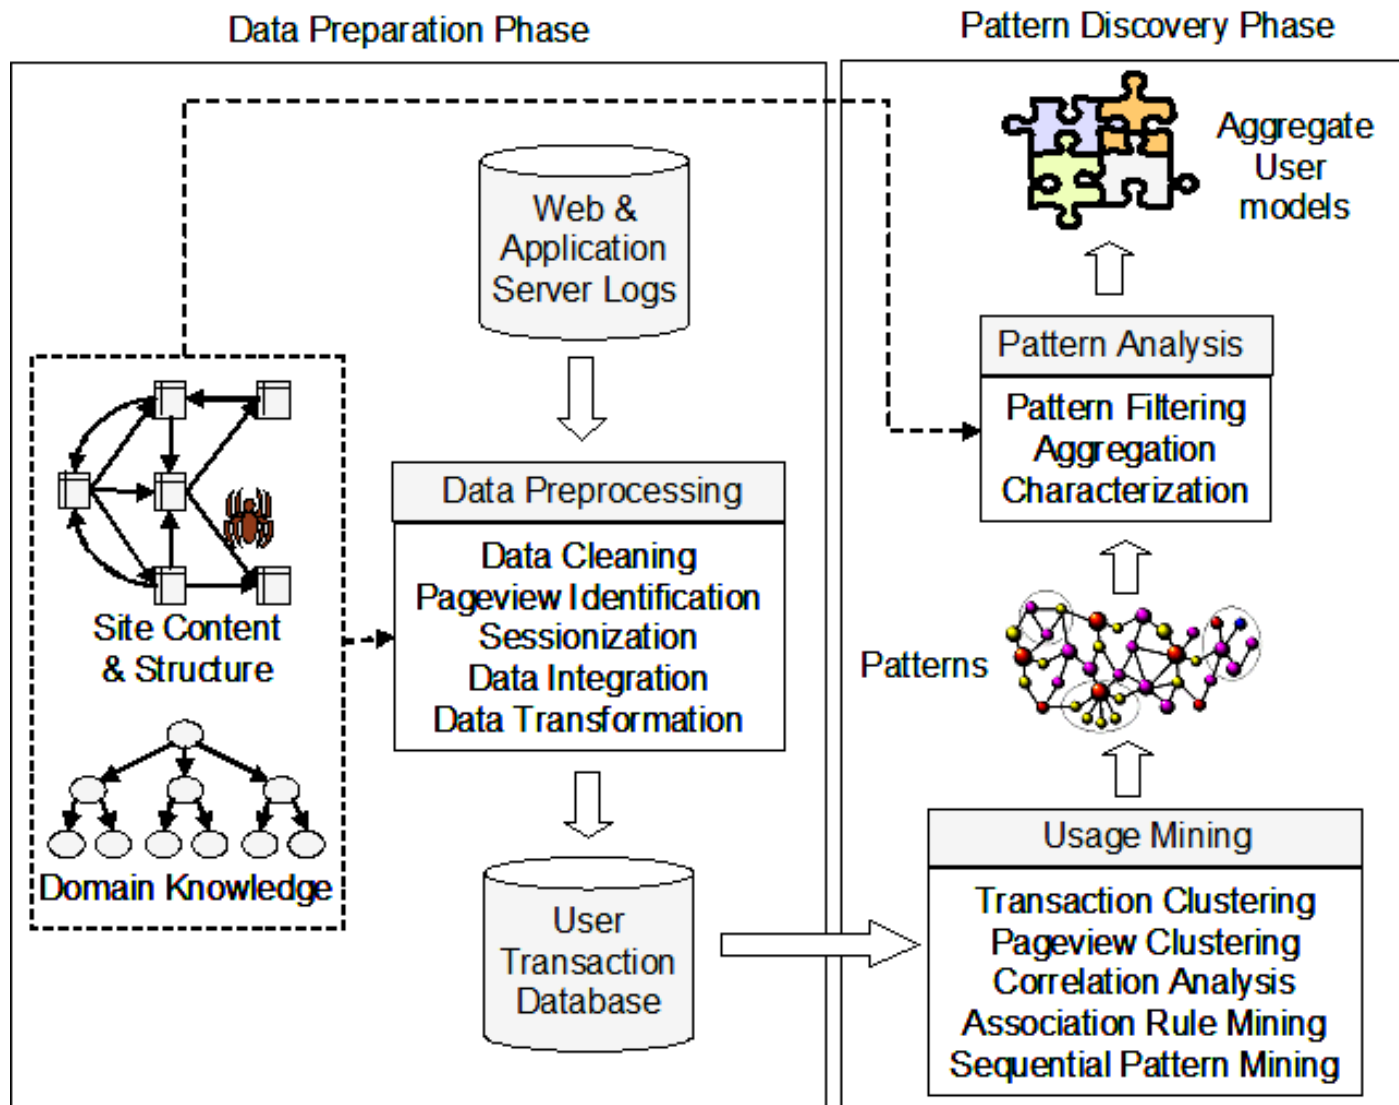 Data Preparation Phase
Web &
Application
Server Logs
Site Content
& Structure
Domain Knowledge
Data Preprocessing
Data Cleaning
Pageview Identification
Sessionization
Data Integration
Data Transformation
User
Transaction
Database
Pattern Discovery Phase
Aggregate
User
models
Pattern Analysis
Pattern Filtering
Aggregation
Characterization
Patterns
Usage Mining
Transaction Clustering
Pageview Clustering
Correlation Analysis
Association Rule Mining
Sequential Pattern Mining